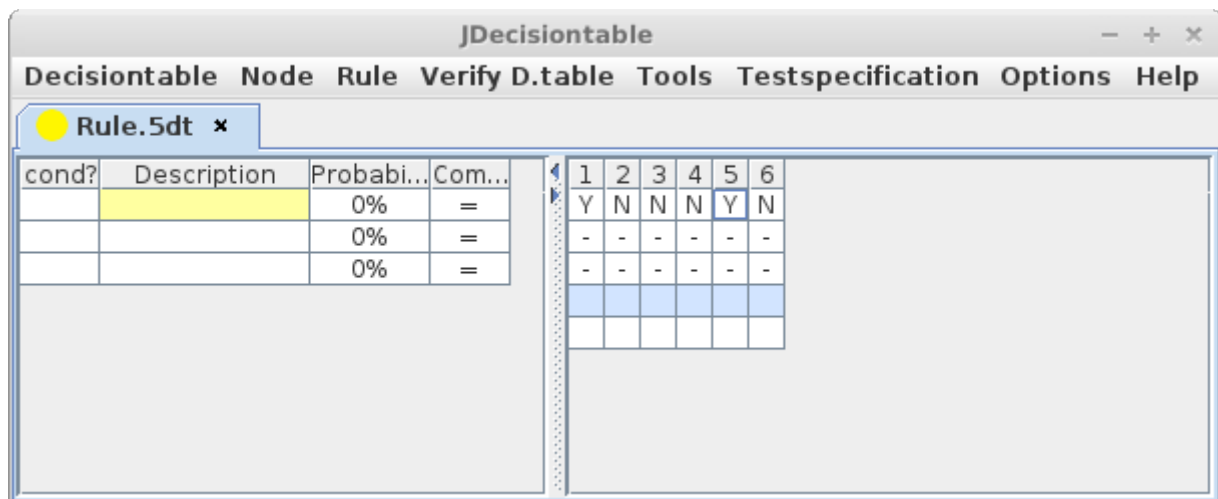 JDecisiontable
Decisiontable Node Rule Verify D.table Tools Testspecification Options Help
Rule.5dt ×
cond? Description Probabi... Com... 1 2 3 4 5 6
0% = Y N N N Y N
0% = - - - - - -
0% = - - - - - -